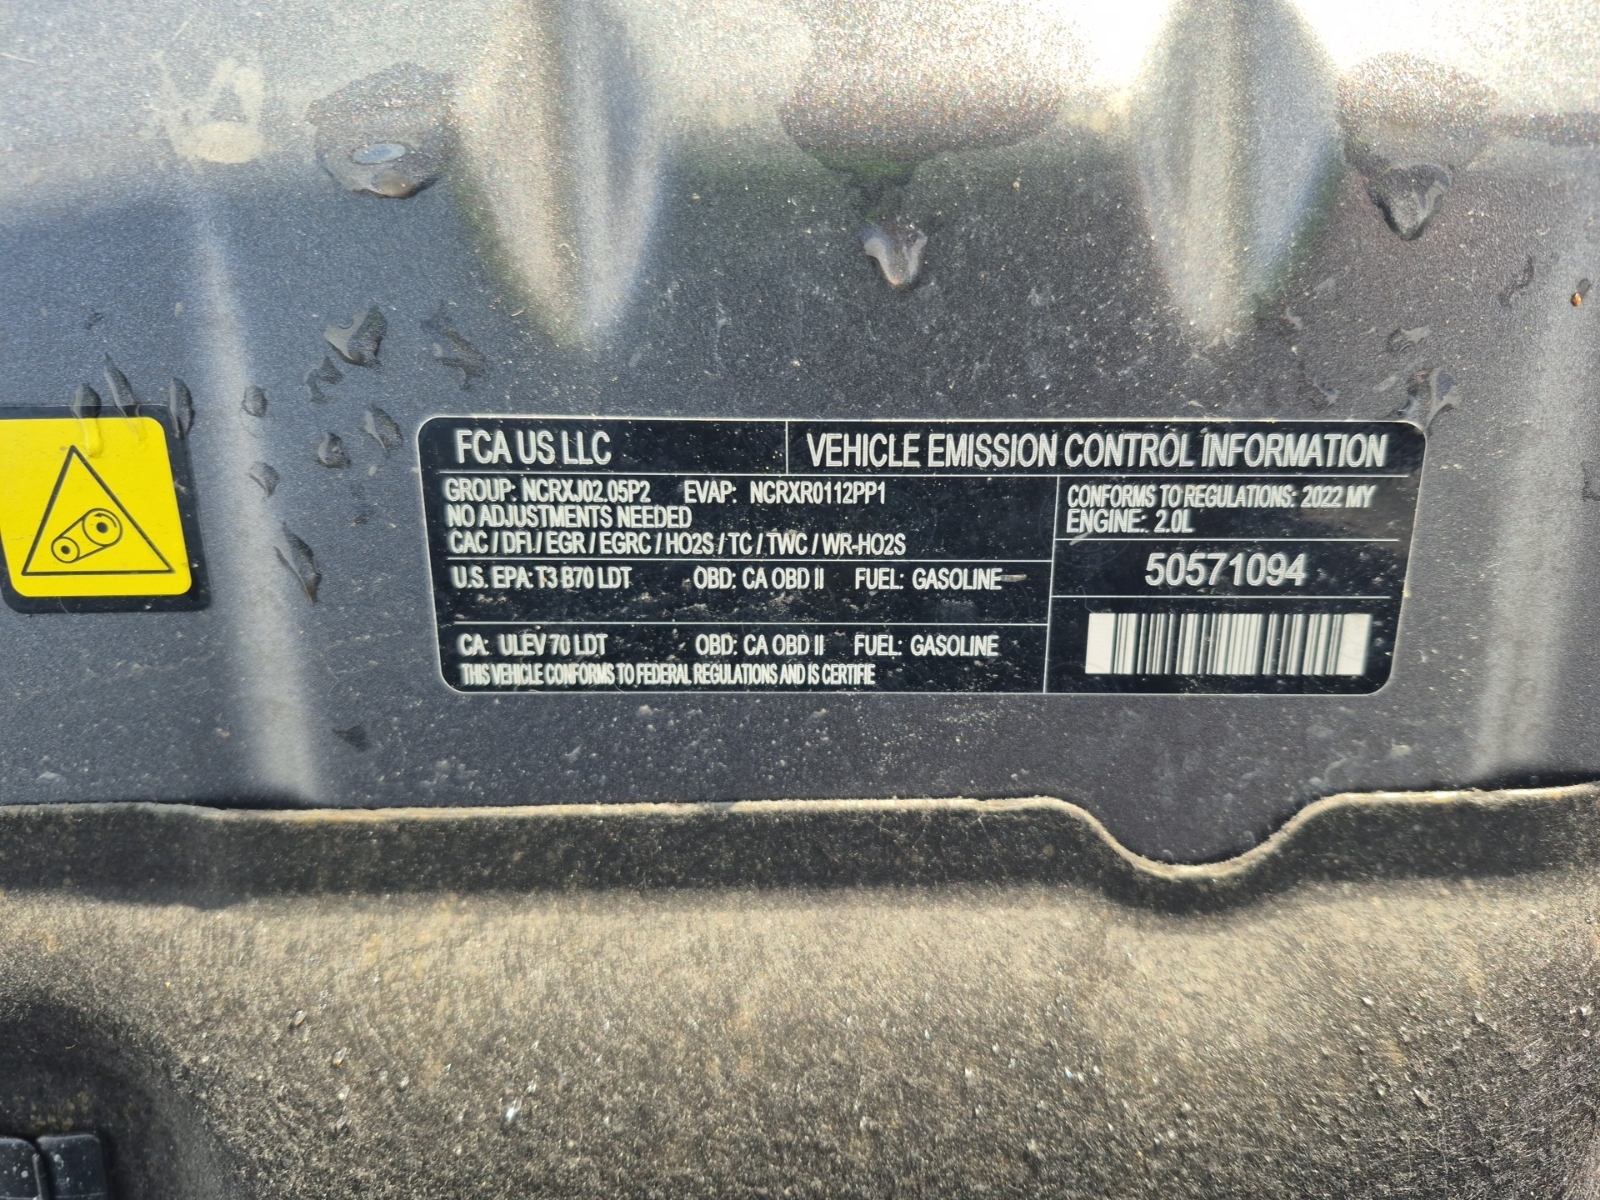 FCA US LLC
VEHICLE EMISSION CONTROL INFORMATION
GROUP: NCRXJ02.05P2 EVAP: NCRXR0112PP1
NO ADJUSTMENTS NEEDED
CAC / DFI / EGR / EGRC / HO2S / TC / TWC / WR-HO2S
U.S. EPA: T3 B70 LDT OBD: CA OBD II FUEL: GASOLINE
CA: ULEV 70 LDT OBD: CA OBD II FUEL: GASOLINE
THIS VEHICLE CONFORMS TO FEDERAL REGULATIONS AND IS CERTIFIE
CONFORMS TO REGULATIONS: 2022 MY
ENGINE: 2.0L
50571094